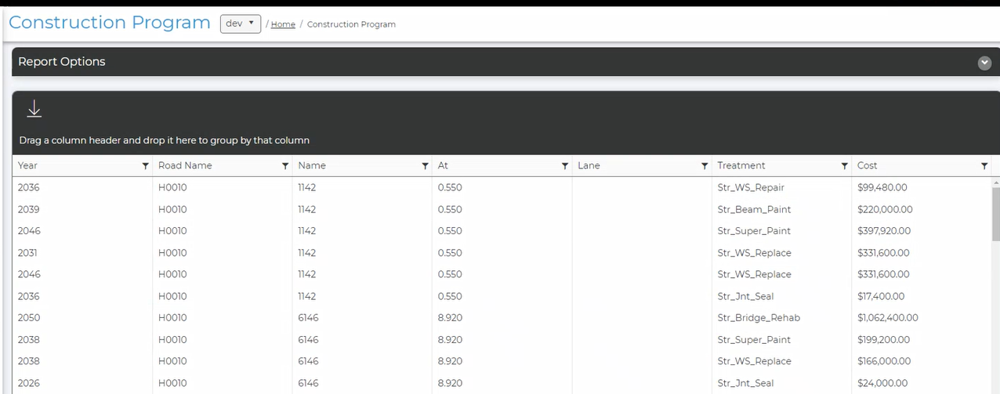 Construction Program dev / Home / Construction Program
Report Options
Drag a column header and drop it here to group by that column
Year Road Name Name At Lane Treatment Cost
2036 H0010 1142 0.550 Str_WS_Repair $99,480.00
2039 H0010 1142 0.550 Str_Beam_Paint $220,000.00
2046 H0010 1142 0.550 Str_Super_Paint $397,920.00
2031 H0010 1142 0.550 Str_WS_Replace $331,600.00
2046 H0010 1142 0.550 Str_WS_Replace $331,600.00
2036 H0010 1142 0.550 Str_Jnt_Seal $17,400.00
2050 H0010 6146 8.920 Str_Bridge_Rehab $1,062,400.00
2038 H0010 6146 8.920 Str_Super_Paint $199,200.00
2038 H0010 6146 8.920 Str_WS_Replace $166,000.00
2026 H0010 6146 8.920 Str_Jnt_Seal $24,000.00